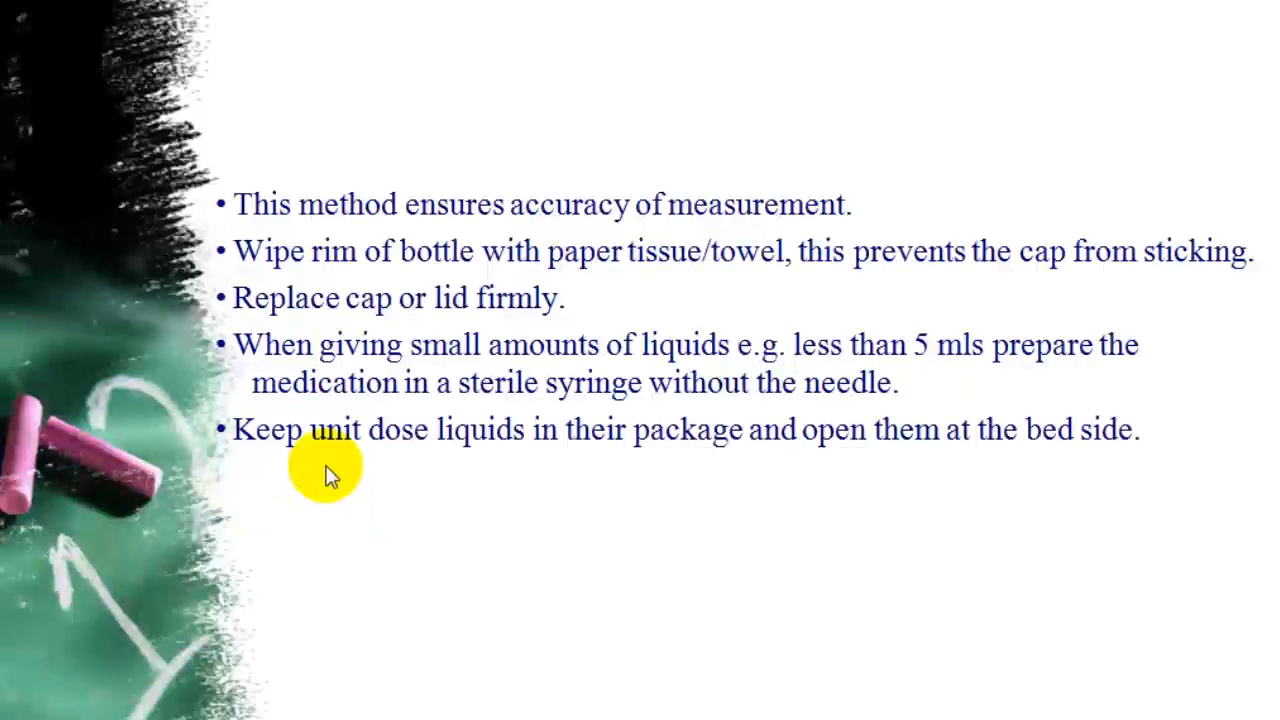 • This method ensures accuracy of measurement.
• Wipe rim of bottle with paper tissue/towel, this prevents the cap from sticking.
• Replace cap or lid firmly.
• When giving small amounts of liquids e.g. less than 5 mls prepare the
medication in a sterile syringe without the needle.
• Keep unit dose liquids in their package and open them at the bed side.